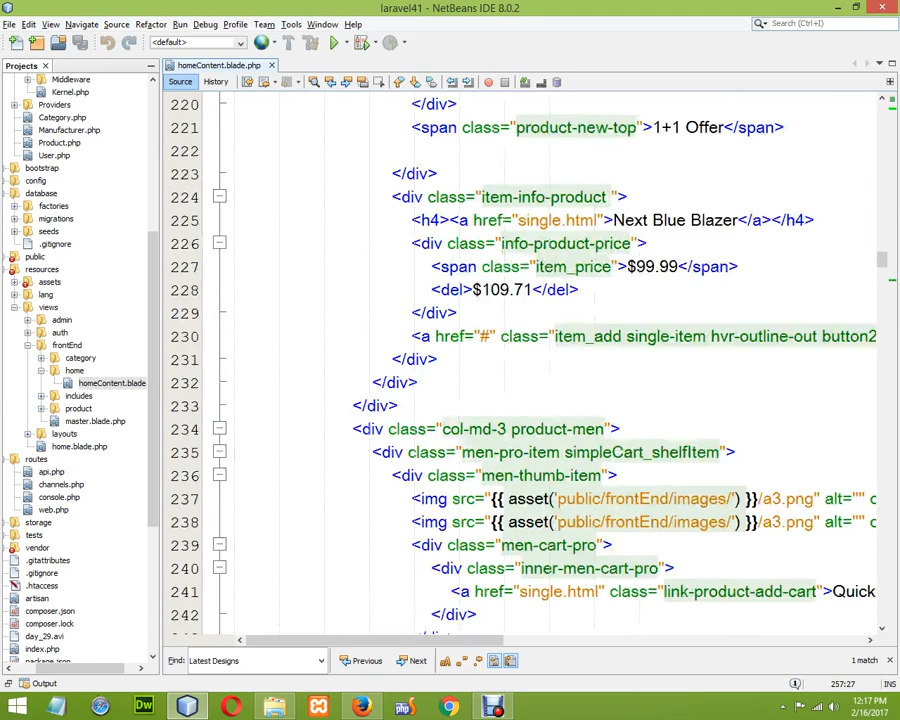 laravel41 - NetBeans IDE 8.0.2
File Edit View Navigate Source Refactor Run Debug Profile Team Tools Window Help
Search (Ctrl+I)
<default>
Projects
homeContent.blade.php
Source History
Middleware
Kernel.php
Providers
Category.php
Manufacturer.php
Product.php
User.php
bootstrap
config
database
factories
migrations
seeds
.gitignore
public
resources
assets
lang
views
admin
auth
frontEnd
category
home
homeContent.blade
includes
product
master.blade.php
layouts
home.blade.php
routes
api.php
channels.php
console.php
web.php
storage
tests
vendor
.gitattributes
.gitignore
.htaccess
artisan
composer.json
composer.lock
day_29.avi
index.php
package.json
220 </div>
221 <span class="product-new-top">1+1 Offer</span>
222
223 </div>
224 <div class="item-info-product ">
225 <h4><a href="single.html">Next Blue Blazer</a></h4>
226 <div class="info-product-price">
227 <span class="item_price">$99.99</span>
228 <del>$109.71</del>
229 </div>
230 <a href="#" class="item_add single-item hvr-outline-out button2
231 </div>
232 </div>
233 </div>
234 <div class="col-md-3 product-men">
235 <div class="men-pro-item simpleCart_shelfItem">
236 <div class="men-thumb-item">
237 <img src="{{ asset('public/frontEnd/images/') }}/a3.png" alt="" c
238 <img src="{{ asset('public/frontEnd/images/') }}/a3.png" alt="" c
239 <div class="men-cart-pro">
240 <div class="inner-men-cart-pro">
241 <a href="single.html" class="link-product-add-cart">Quick
242 </div>
Find: Latest Designs Previous Next 1 match
Output
257:27 INS
Dw
php
12:17 PM
2/16/2017